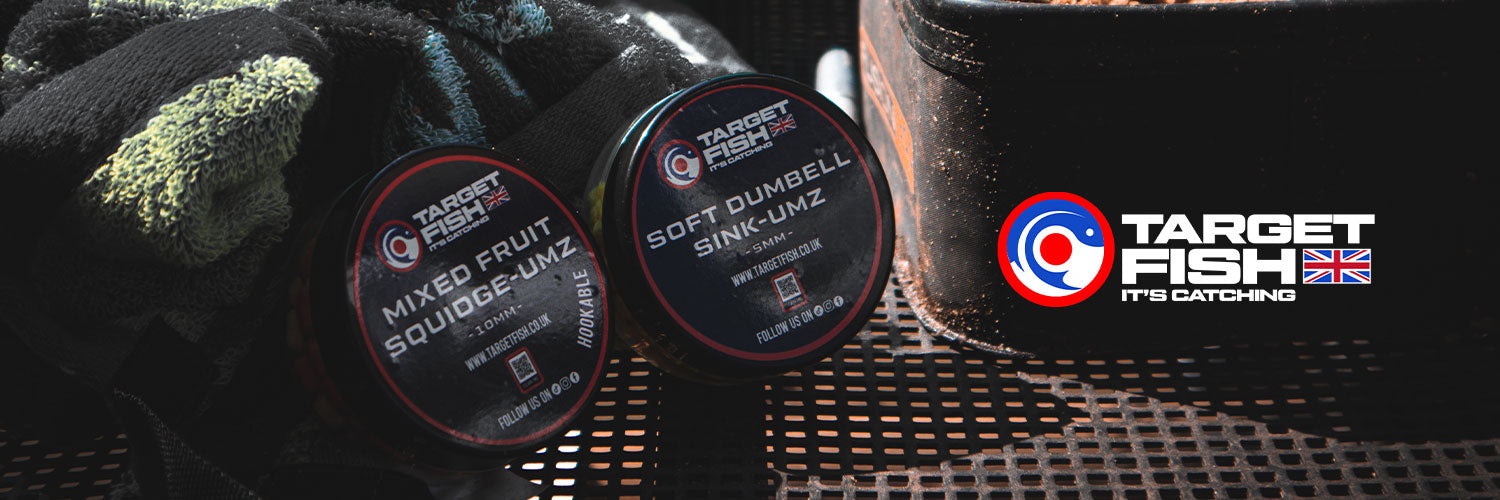 TARGET
FISH
IT'S CATCHING
MIXED FRUIT
SQUIDGE-UMZ
-10MM-
HOOKABLE
WWW.TARGETFISH.CO.UK
FOLLOW US ON
TARGET
FISH
IT'S CATCHING
SOFT DUMBELL
SINK-UMZ
-5MM-
WWW.TARGETFISH.CO.UK
FOLLOW US ON
TARGET
FISH
IT'S CATCHING